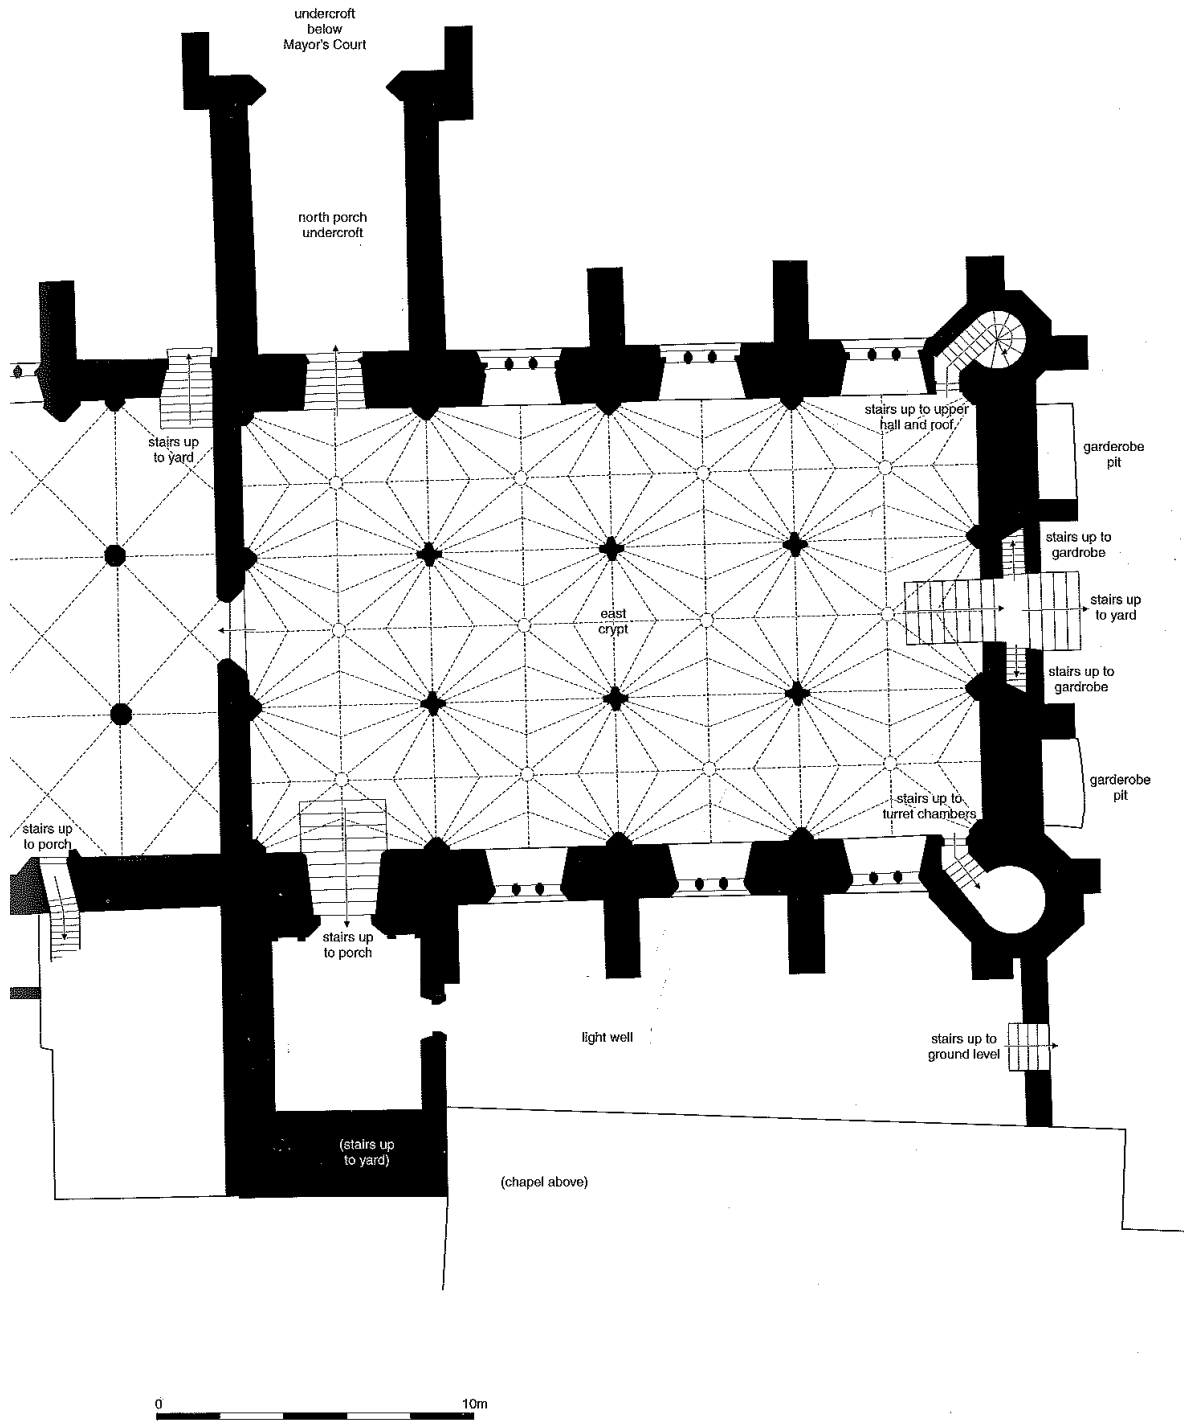 undercroft
below
Mayor's Court
north porch
undercroft
stairs up
to yard
stairs up to upper
hall and roof
garderobe
pit
stairs up to
gardrobe
stairs up
to yard
east
crypt
stairs up to
gardrobe
garderobe
pit
stairs up to
turret chambers
stairs up
to porch
stairs up
to porch
light well
stairs up to
ground level
(stairs up
to yard)
(chapel above)
0
10m